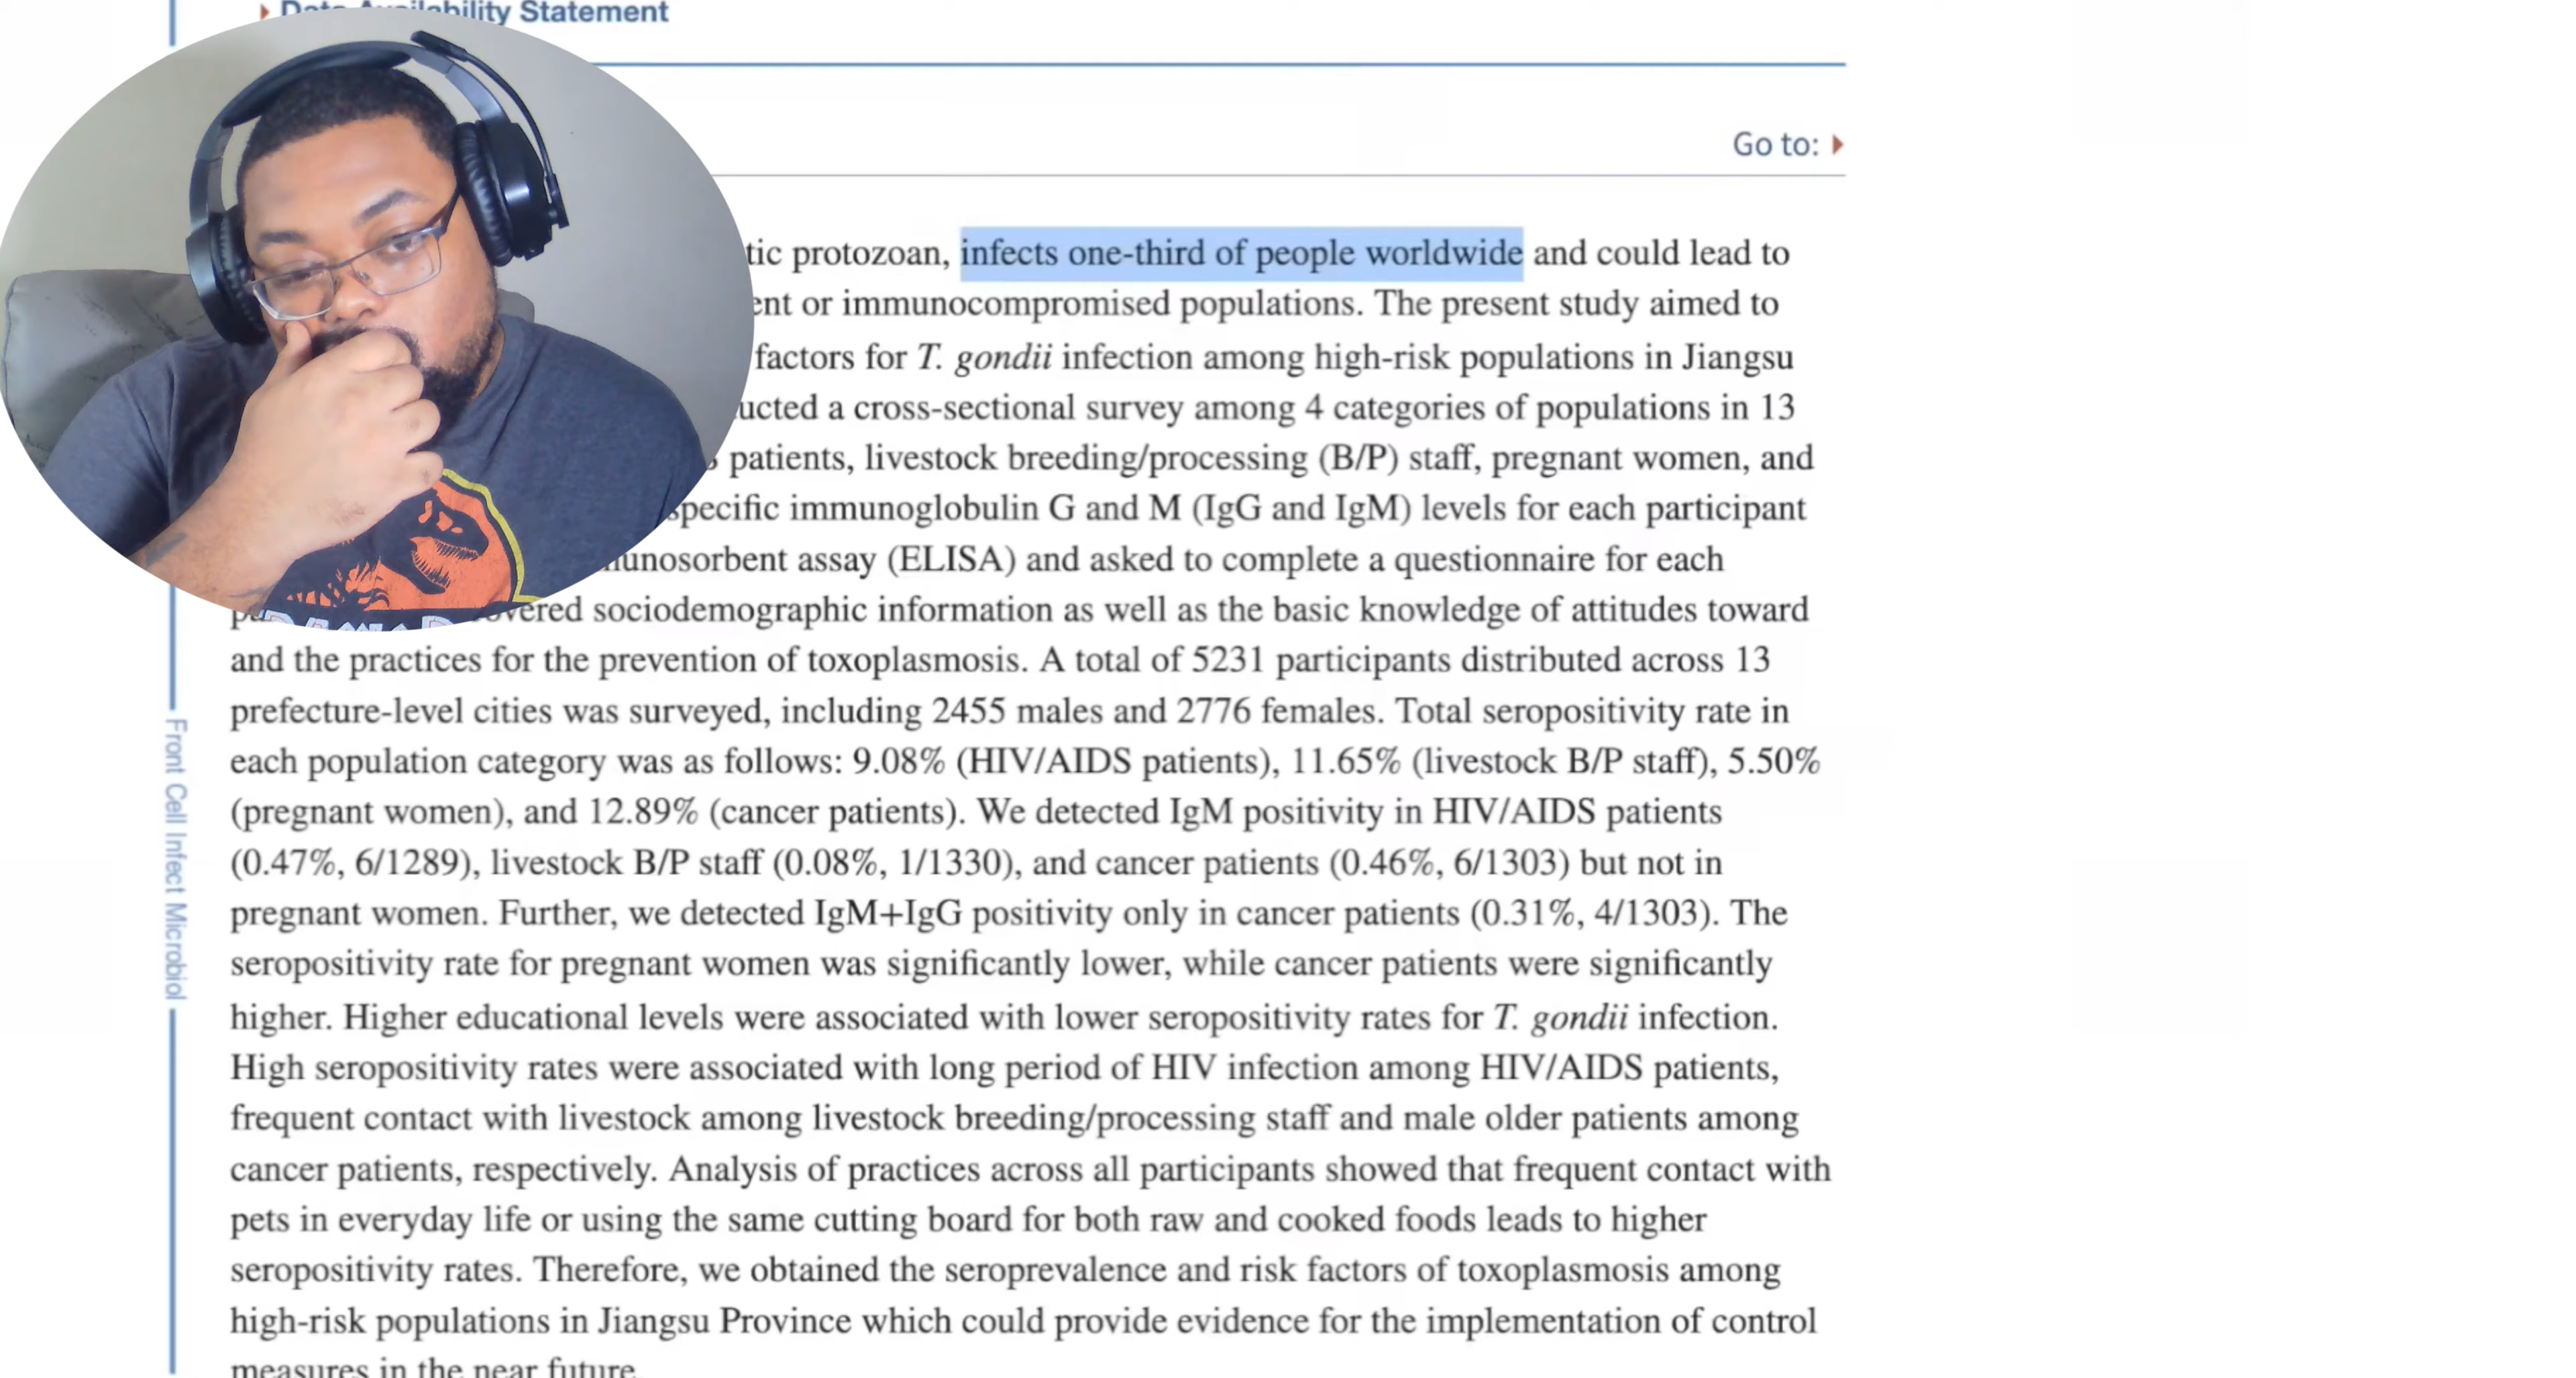 Data Availability Statement
Go to:
protozoan, infects one-third of people worldwide and could lead to
or immunocompromised populations. The present study aimed to
factors for T. gondii infection among high-risk populations in Jiangsu
a cross-sectional survey among 4 categories of populations in 13
patients, livestock breeding/processing (B/P) staff, pregnant women, and
specific immunoglobulin G and M (IgG and IgM) levels for each participant
assay (ELISA) and asked to complete a questionnaire for each
sociodemographic information as well as the basic knowledge of attitudes toward
and the practices for the prevention of toxoplasmosis. A total of 5231 participants distributed across 13
prefecture-level cities was surveyed, including 2455 males and 2776 females. Total seropositivity rate in
each population category was as follows: 9.08% (HIV/AIDS patients), 11.65% (livestock B/P staff), 5.50%
(pregnant women), and 12.89% (cancer patients). We detected IgM positivity in HIV/AIDS patients
(0.47%, 6/1289), livestock B/P staff (0.08%, 1/1330), and cancer patients (0.46%, 6/1303) but not in
pregnant women. Further, we detected IgM+IgG positivity only in cancer patients (0.31%, 4/1303). The
seropositivity rate for pregnant women was significantly lower, while cancer patients were significantly
higher. Higher educational levels were associated with lower seropositivity rates for T. gondii infection.
High seropositivity rates were associated with long period of HIV infection among HIV/AIDS patients,
frequent contact with livestock among livestock breeding/processing staff and male older patients among
cancer patients, respectively. Analysis of practices across all participants showed that frequent contact with
pets in everyday life or using the same cutting board for both raw and cooked foods leads to higher
seropositivity rates. Therefore, we obtained the seroprevalence and risk factors of toxoplasmosis among
high-risk populations in Jiangsu Province which could provide evidence for the implementation of control
measures in the near future.
Front Cell Infect Microbiol